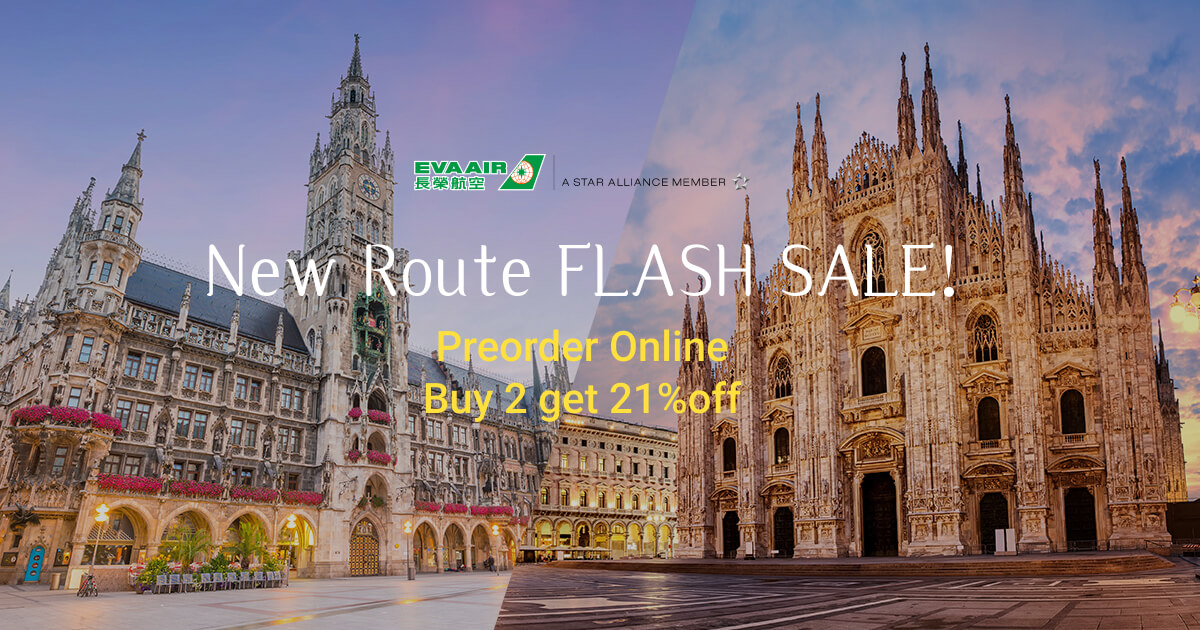 EVA AIR
長榮航空
A STAR ALLIANCE MEMBER
New Route FLASH SALE!
Preorder Online
Buy 2 get 21%off